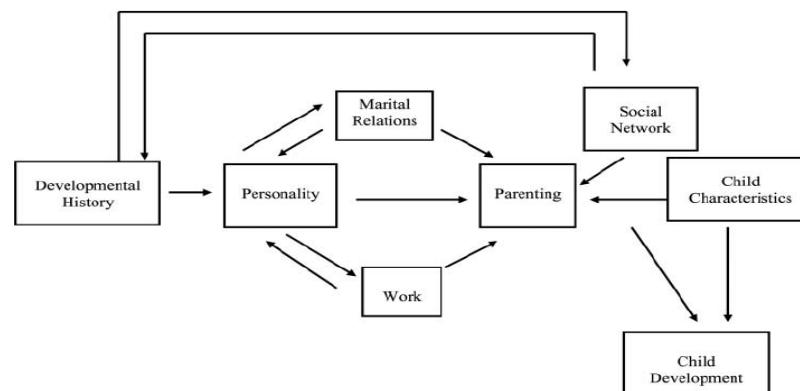 Marital
Relations
Social
Network
Developmental
History
Personality
Parenting
Child
Characteristics
Work
Child
Development